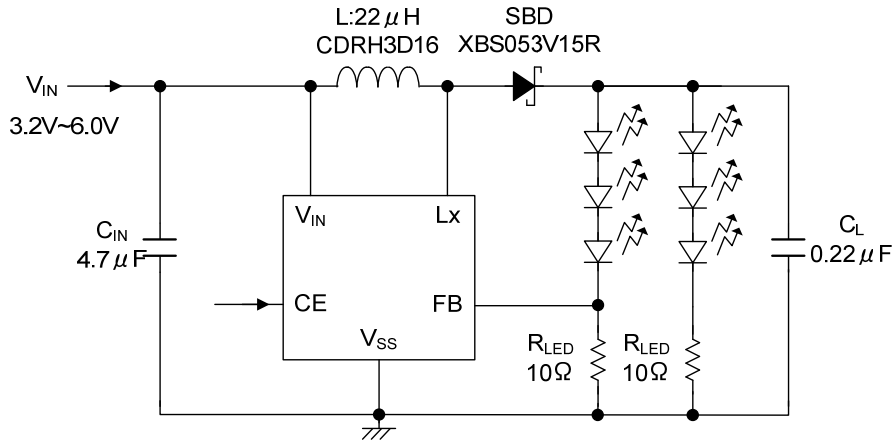 L:22μH
CDRH3D16
SBD
XBS053V15R
VIN
3.2V~6.0V
CIN
4.7μF
VIN
Lx
CE
FB
VSS
RLED
10Ω
RLED
10Ω
CL
0.22μF